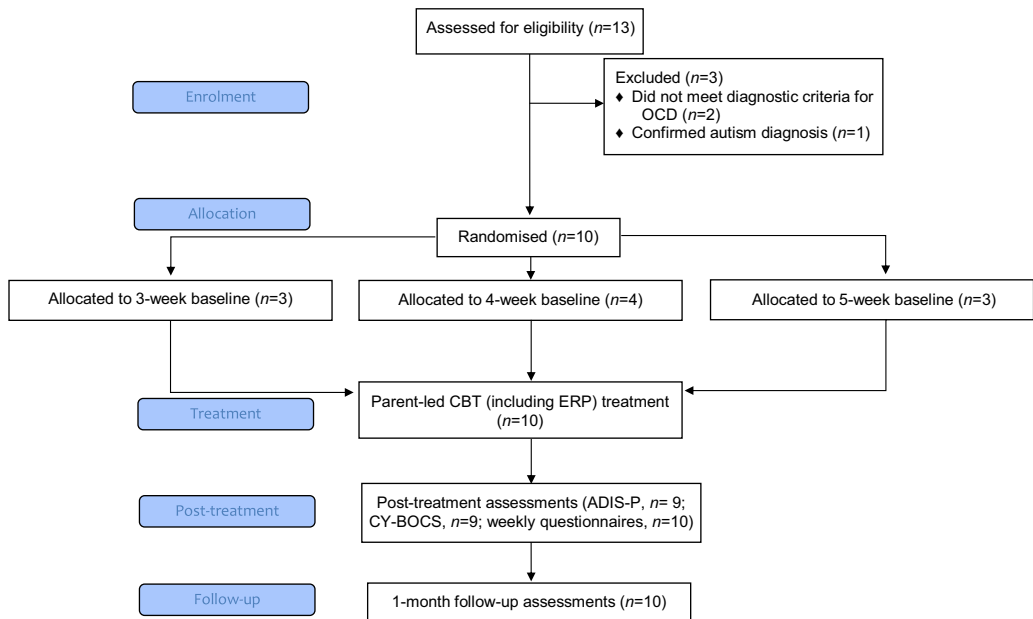 Assessed for eligibility (n=13)
Enrolment
Excluded (n=3)
♦ Did not meet diagnostic criteria for
OCD (n=2)
♦ Confirmed autism diagnosis (n=1)
Allocation
Randomised (n=10)
Allocated to 3-week baseline (n=3)
Allocated to 4-week baseline (n=4)
Allocated to 5-week baseline (n=3)
Treatment
Parent-led CBT (including ERP) treatment
(n=10)
Post-treatment
Post-treatment assessments (ADIS-P, n= 9;
CY-BOCS, n=9; weekly questionnaires, n=10)
Follow-up
1-month follow-up assessments (n=10)